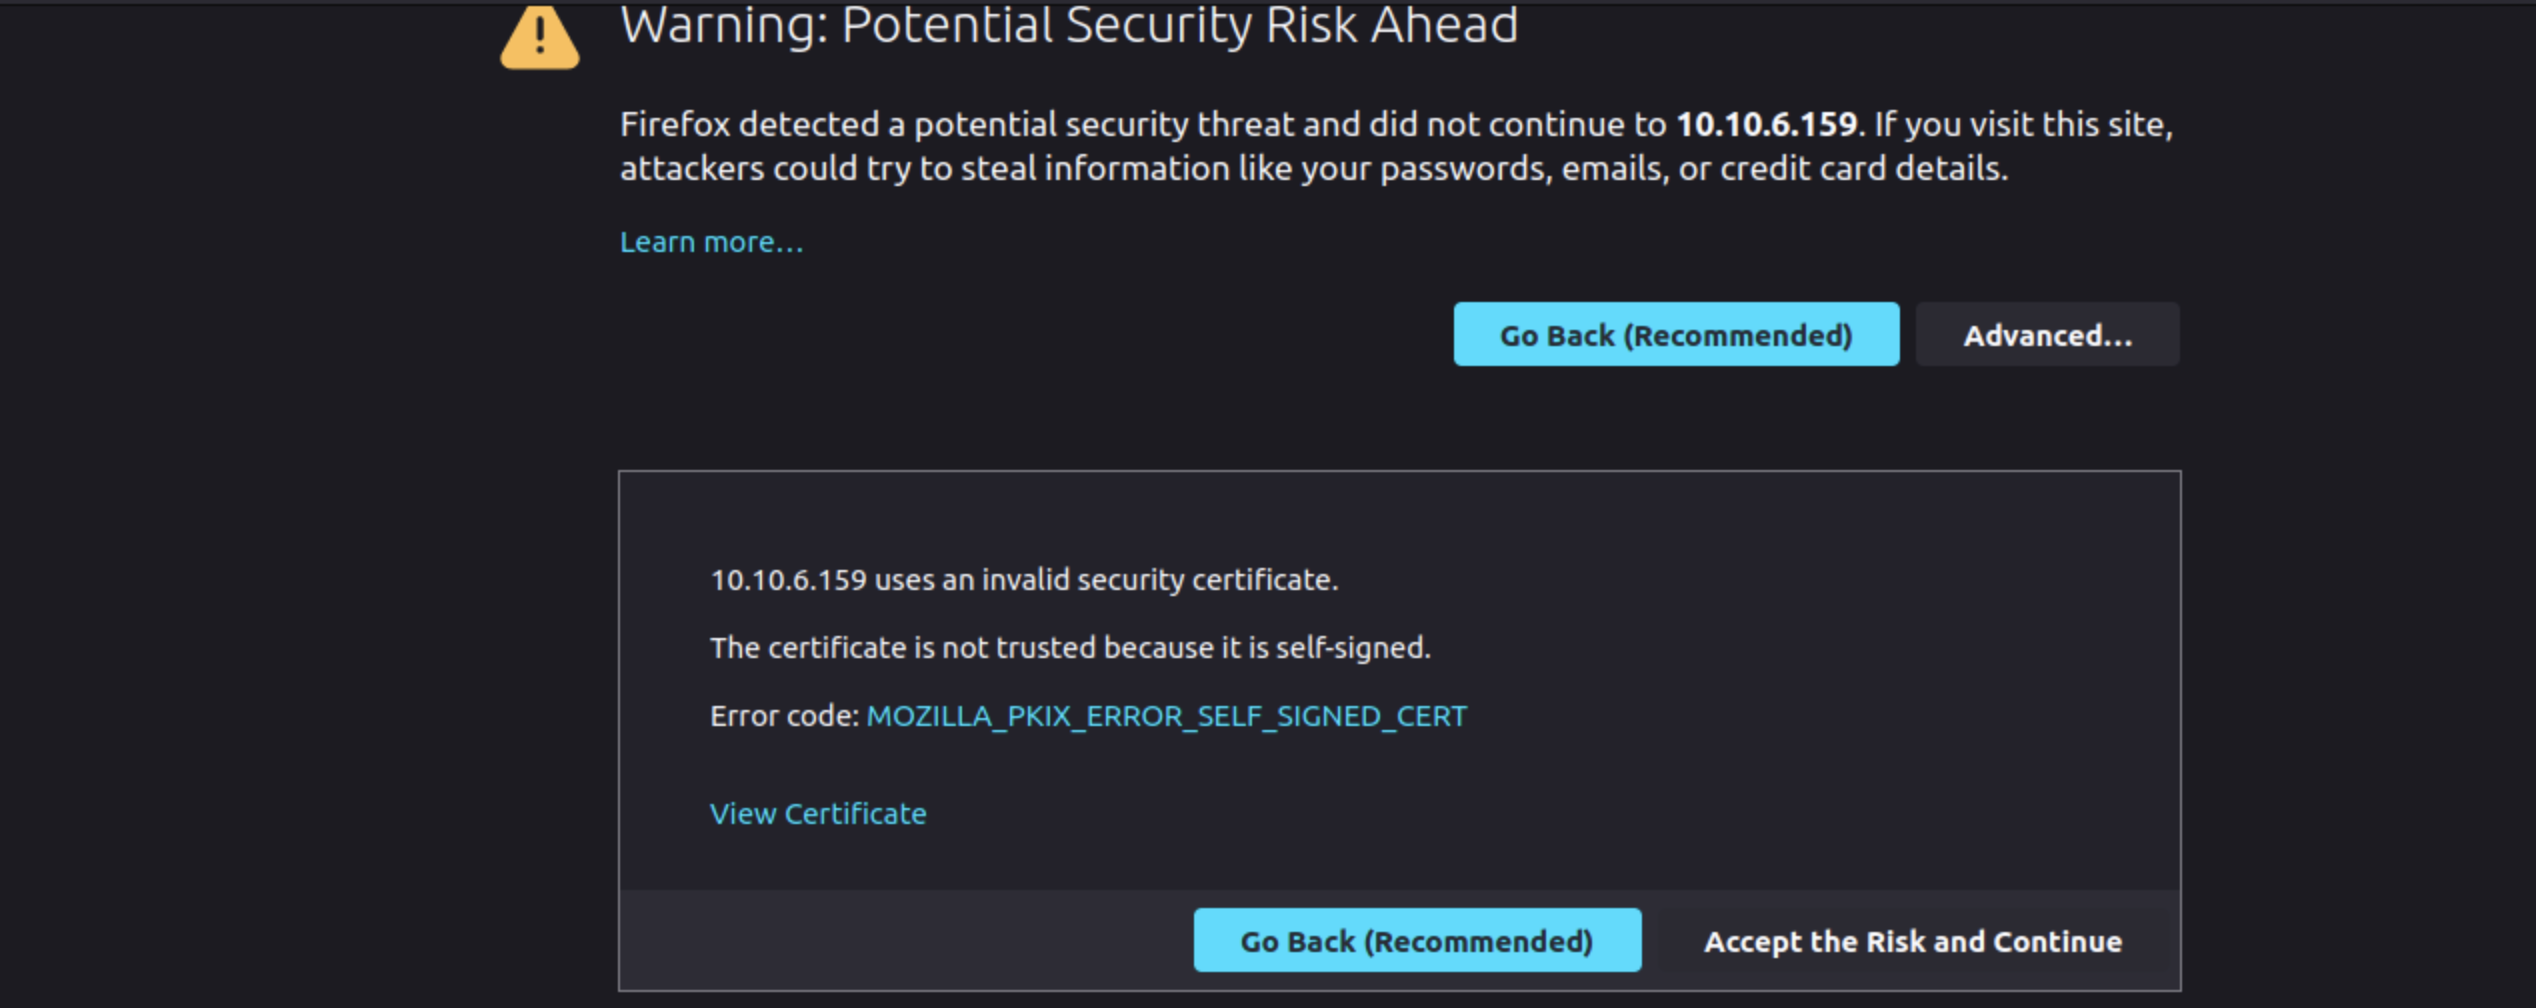 Warning: Potential Security Risk Ahead
Firefox detected a potential security threat and did not continue to 10.10.6.159. If you visit this site,
attackers could try to steal information like your passwords, emails, or credit card details.
Learn more…
Go Back (Recommended)
Advanced…
10.10.6.159 uses an invalid security certificate.
The certificate is not trusted because it is self-signed.
Error code: MOZILLA_PKIX_ERROR_SELF_SIGNED_CERT
View Certificate
Go Back (Recommended)
Accept the Risk and Continue